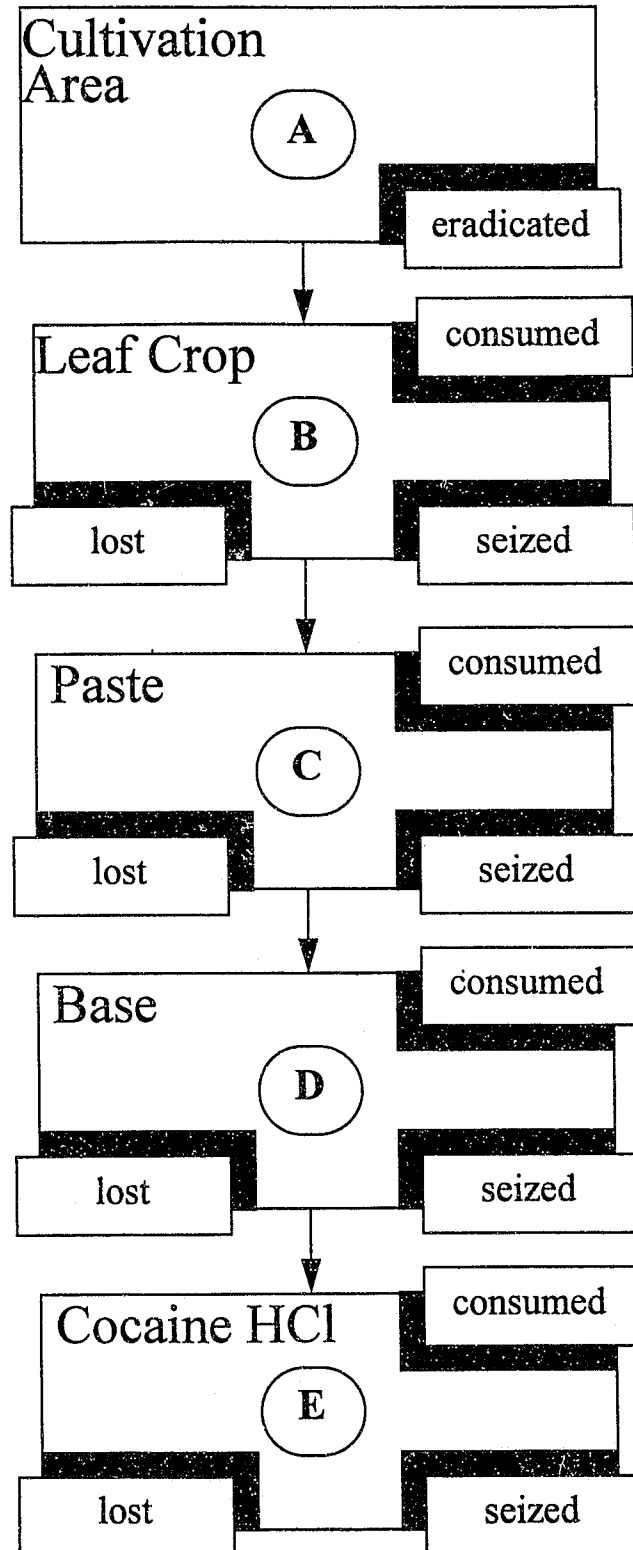 Cultivation
Area
A
eradicated
consumed
Leaf Crop
B
lost
seized
consumed
Paste
C
lost
seized
consumed
Base
D
lost
seized
consumed
Cocaine HCl
E
lost
seized